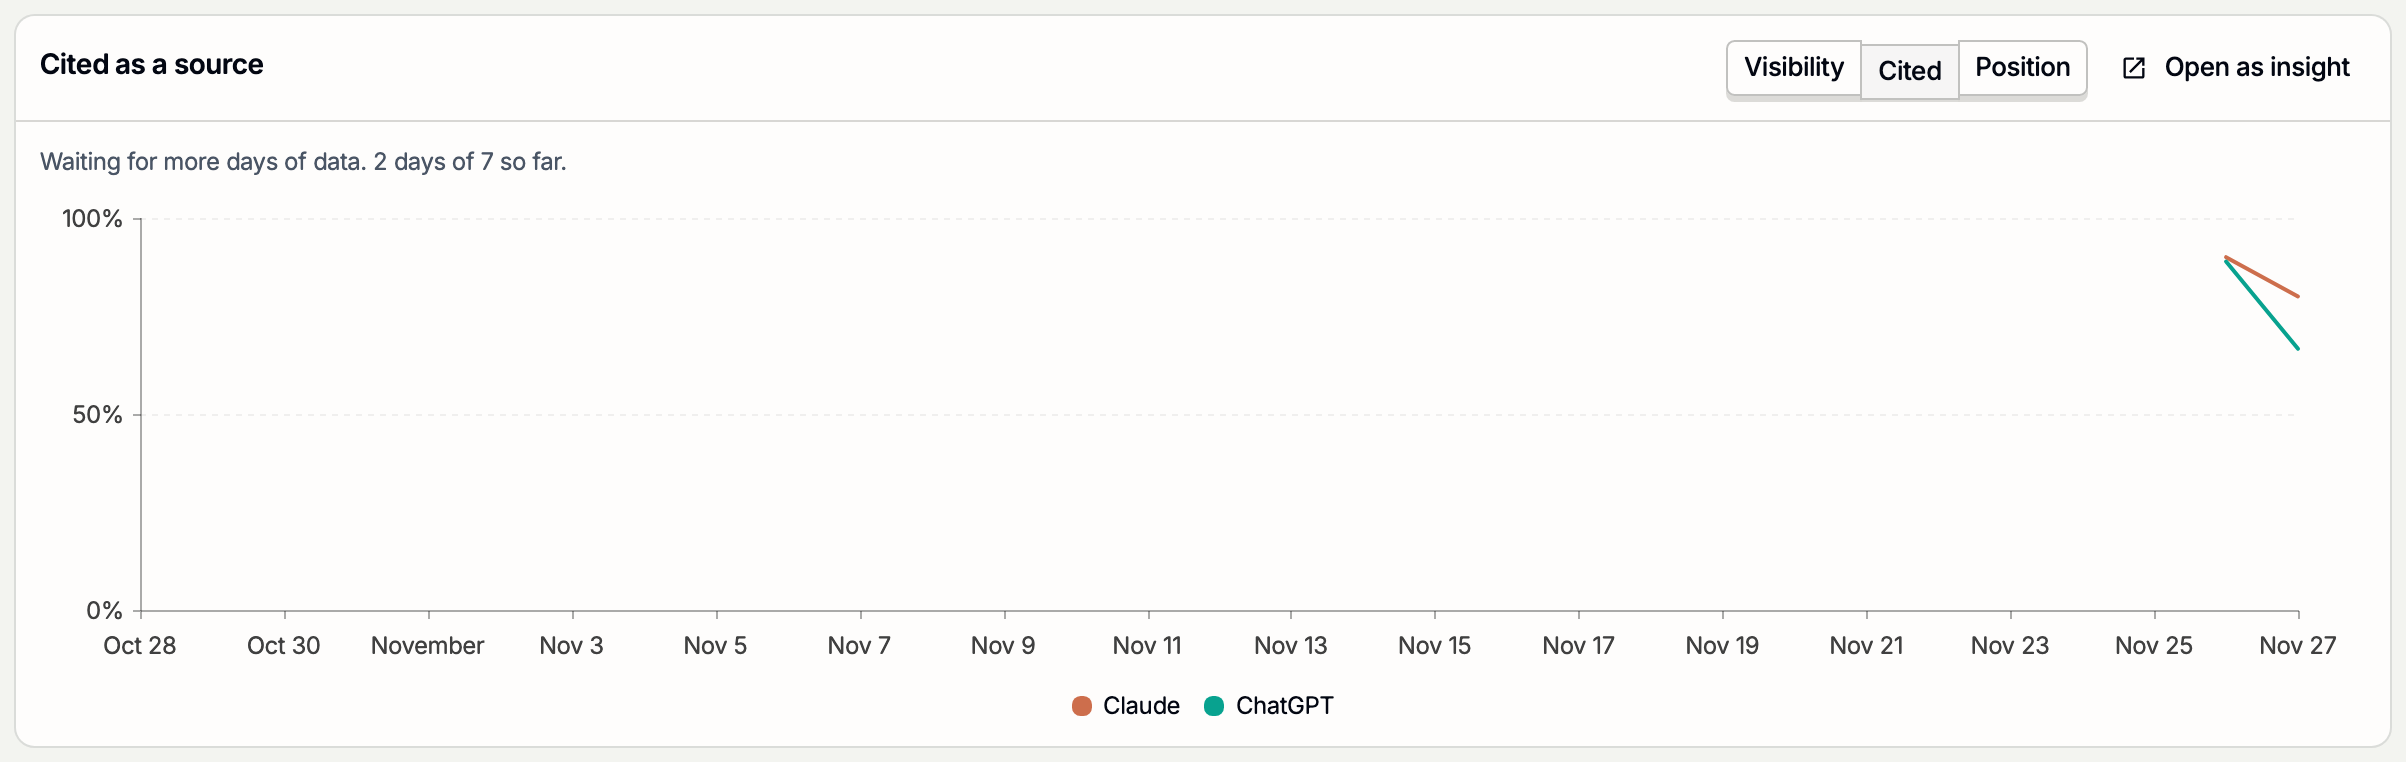 Cited as a source
Visibility
Cited
Position
Open as insight
Waiting for more days of data. 2 days of 7 so far.
100%
50%
0%
Oct 28
Oct 30
November
Nov 3
Nov 5
Nov 7
Nov 9
Nov 11
Nov 13
Nov 15
Nov 17
Nov 19
Nov 21
Nov 23
Nov 25
Nov 27
Claude
ChatGPT